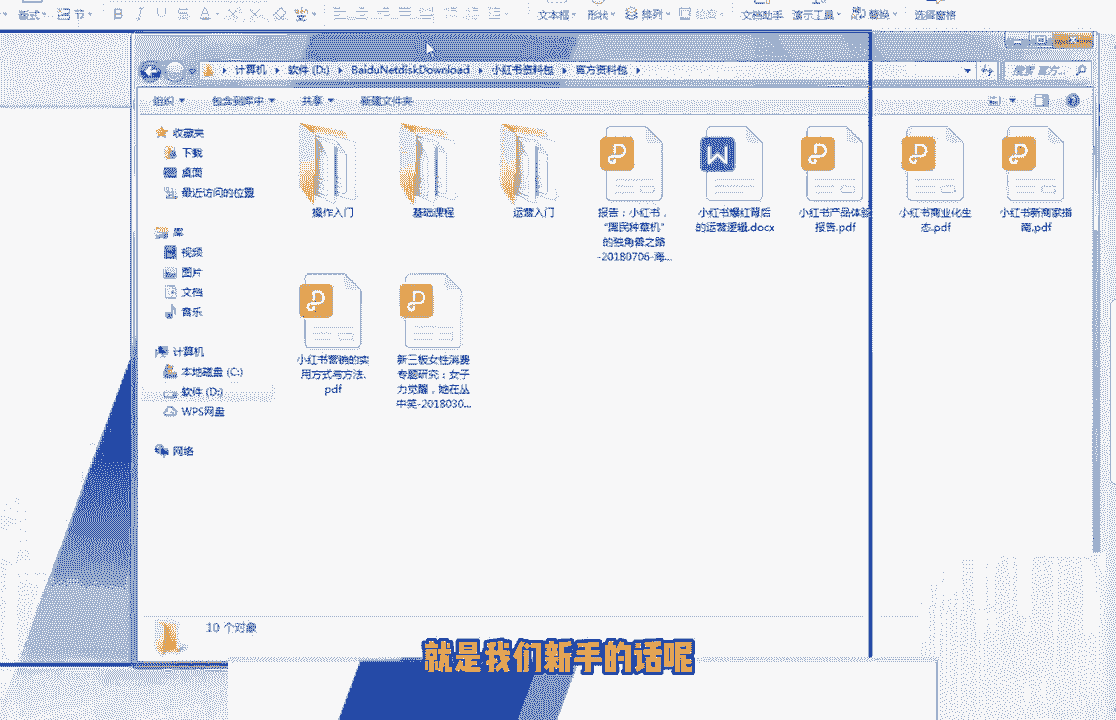 版式 节 B I U S A
文本框 形状 排列 文档助手 演示工具 替换 选择窗格
计算机 软件 (D:) BaiduNetdiskDownload 小红书资料包 官方资料包
搜索 官方...
组织 包含到库中 共享 新建文件夹
收藏夹
下载
桌面
最近访问的位置
库
视频
图片
文档
音乐
计算机
本地磁盘 (C:)
软件 (D:)
WPS网盘
网络
操作入门
基础课程
运营入门
报告:小红书,
“国民种草机”
的独角兽之路
-20180706-海...
小红书爆红背后
的运营逻辑.docx
小红书产品体验
报告.pdf
小红书商业化生
态.pdf
小红书新商家指
南.pdf
小红书营销的实
用方式与方法.
pdf
新三板女性消费
专题研究:女子
力觉醒,她在丛
中笑-2018030...
10 个对象
就是我们新手的话呢